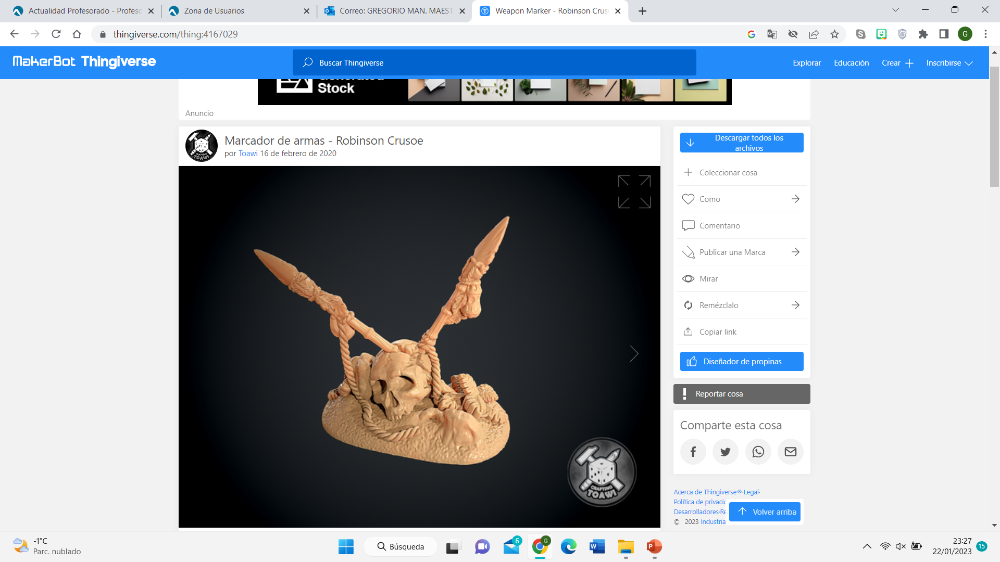 Actualidad Profesorado - Profeso
Zona de Usuarios
Correo: GREGORIO MAN. MAEST
Weapon Marker - Robinson Crus
thingiverse.com/thing:4167029
G
MakerBot Thingiverse
Buscar Thingiverse
Explorar
Educación
Crear
Inscribirse
Stock
Anuncio
Marcador de armas - Robinson Crusoe
por Toawi 16 de febrero de 2020
Descargar todos los
archivos
Coleccionar cosa
Como
Comentario
Publicar una Marca
Mirar
Remézclalo
Copiar link
Diseñador de propinas
Reportar cosa
Comparte esta cosa
CRAFTING
TOAWI
Acerca de Thingiverse®·Legal·
Política de privacid
Desarrolladores·Re
© 2023 Industria
Volver arriba
-1°C
Parc. nublado
Búsqueda
6
G
23:27
22/01/2023
15